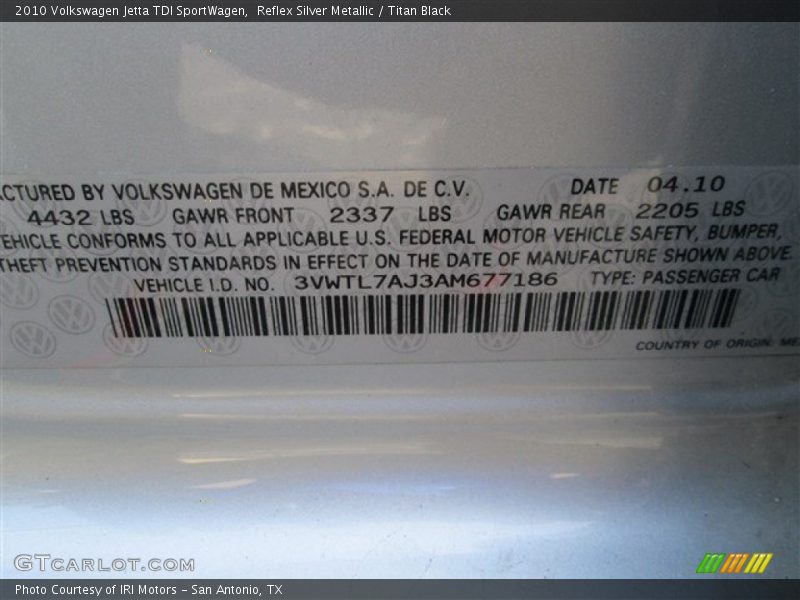 2010 Volkswagen Jetta TDI SportWagen,  Reflex Silver Metallic / Titan Black
ACTURED BY VOLKSWAGEN DE MEXICO S.A. DE C.V. DATE 04.10
4432 LBS GAWR FRONT 2337 LBS GAWR REAR 2205 LBS
VEHICLE CONFORMS TO ALL APPLICABLE U.S. FEDERAL MOTOR VEHICLE SAFETY, BUMPER,
THEFT PREVENTION STANDARDS IN EFFECT ON THE DATE OF MANUFACTURE SHOWN ABOVE.
VEHICLE I.D. NO. 3VWTL7AJ3AM677186 TYPE: PASSENGER CAR
COUNTRY OF ORIGIN: ME
GTcarlot.com
Photo Courtesy of IRI Motors – San Antonio, TX